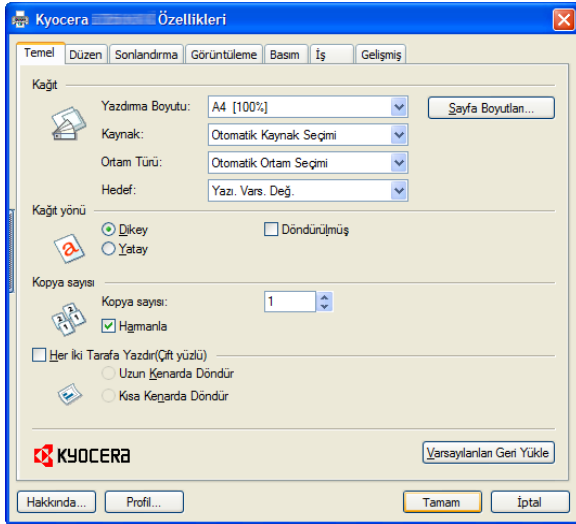 Kyocera Özellikleri
Temel Düzen Sonlandırma Görüntüleme Basım İş Gelişmiş
Kağıt
Yazdırma Boyutu: A4 [100%] Sayfa Boyutları...
Kaynak: Otomatik Kaynak Seçimi
Ortam Türü: Otomatik Ortam Seçimi
Hedef: Yazı. Vars. Değ.
Kağıt yönü
Dikey Döndürülmüş
Yatay
Kopya sayısı
Kopya sayısı: 1
Harmanla
Her İki Tarafa Yazdır(Çift yüzlü)
Uzun Kenarda Döndür
Kısa Kenarda Döndür
KYOCERA Varsayılanları Geri Yükle
Hakkında... Profil... Tamam İptal